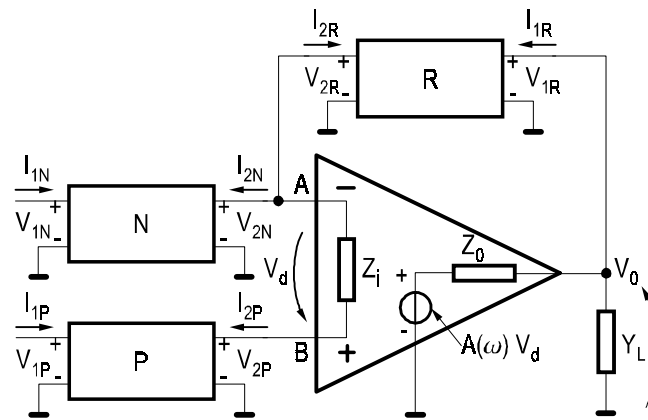 I2R I1R
+ R +
V2R - - V1R
I1N I2N A −
+ N + Z0 V0
V1N - - V2N Vd Zi +
I1P I2P - A(ω) Vd YL
+ P + B +
V1P - - V2P